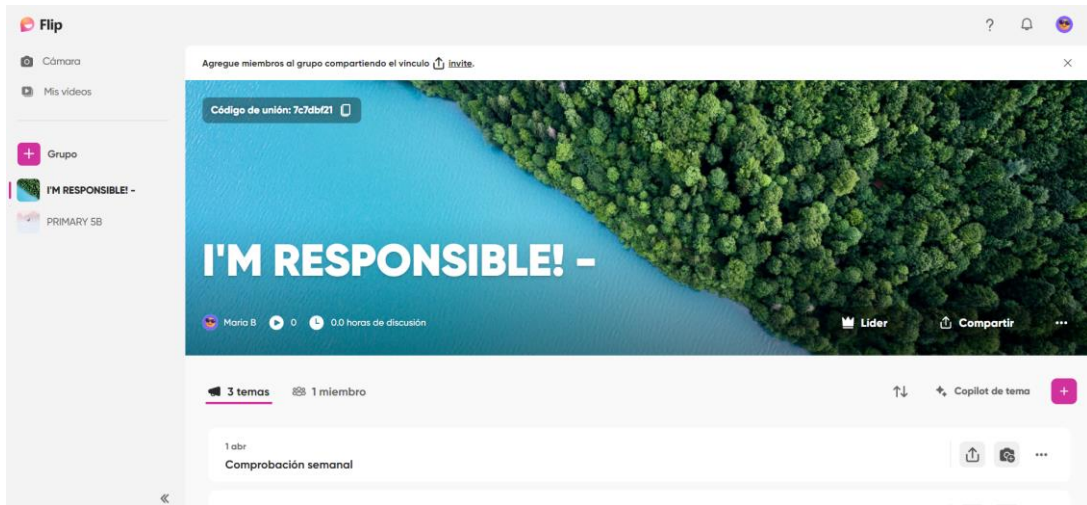 Flip
Cámara
Mis vídeos
Grupo
I'M RESPONSIBLE! -
PRIMARY 5B
Agregue miembros al grupo compartiendo el vínculo invite.
Código de unión: 7c7dbf21
I'M RESPONSIBLE! -
Maria B 0 0.0 horas de discusión
Líder Compartir
3 temas 1 miembro
Copilot de tema
1 abr
Comprobación semanal